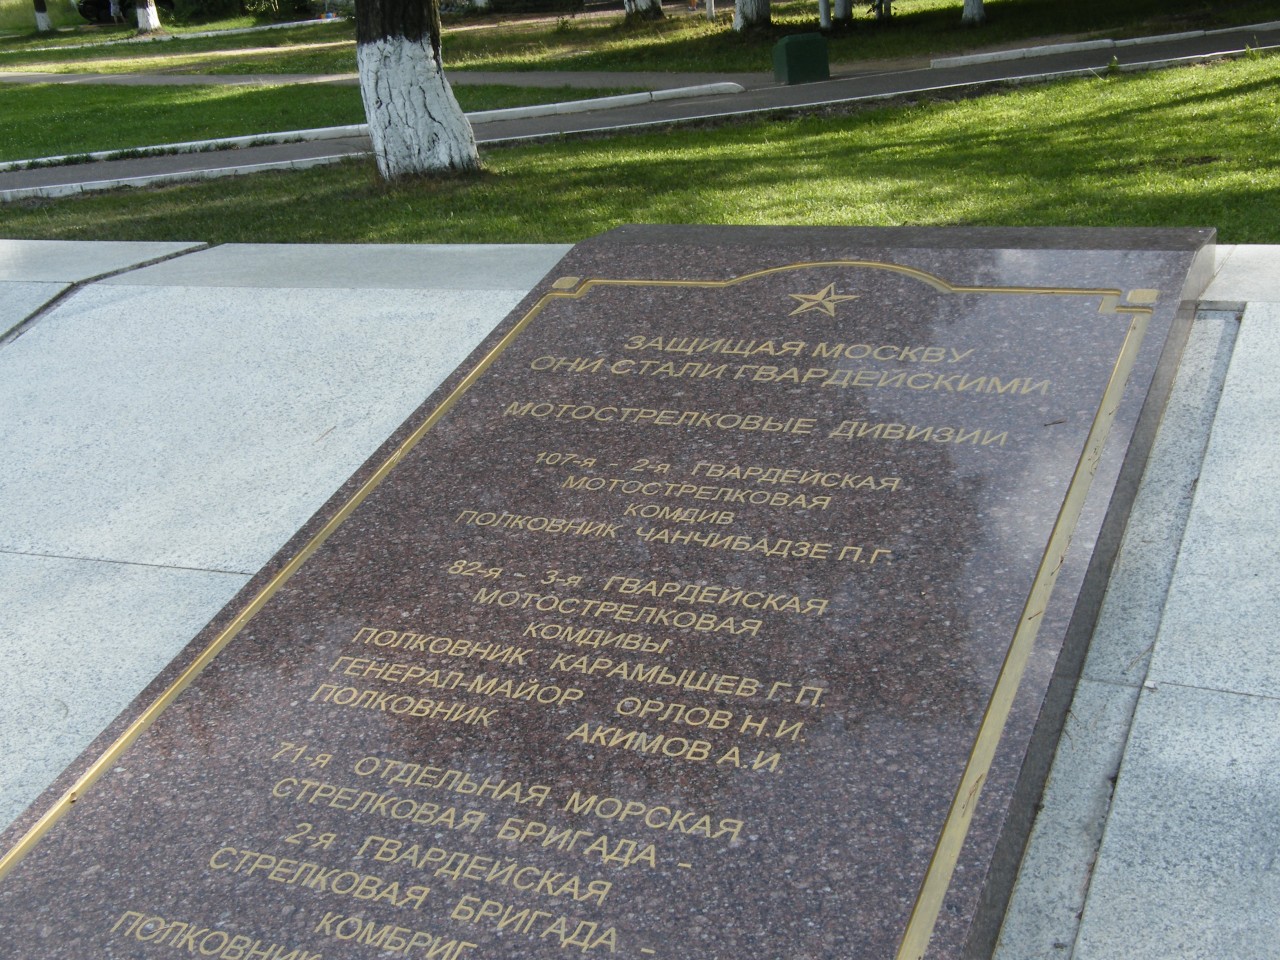 ЗАЩИЩАЯ МОСКВУ
ОНИ СТАЛИ ГВАРДЕЙСКИМИ
МОТОСТРЕЛКОВЫЕ ДИВИЗИИ
107-я - 2-я ГВАРДЕЙСКАЯ
МОТОСТРЕЛКОВАЯ
КОМДИВ
ПОЛКОВНИК ЧАНЧИБАДЗЕ П.Г.
82-я - 3-я ГВАРДЕЙСКАЯ
МОТОСТРЕЛКОВАЯ
КОМДИВЫ
ПОЛКОВНИК КАРАМЫШЕВ Г.П.
ГЕНЕРАЛ-МАЙОР ОРЛОВ Н.И.
ПОЛКОВНИК АКИМОВ А.И.
71-я ОТДЕЛЬНАЯ МОРСКАЯ
СТРЕЛКОВАЯ БРИГАДА -
2-я ГВАРДЕЙСКАЯ
СТРЕЛКОВАЯ БРИГАДА -
КОМБРИГ
ПОЛКОВНИК